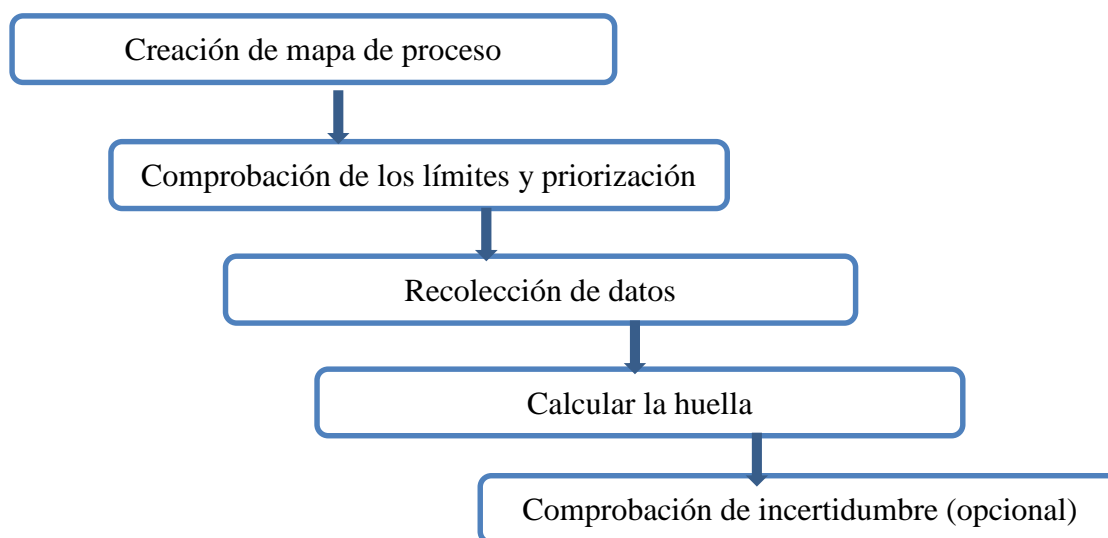 Creación de mapa de proceso
Comprobación de los límites y priorización
Recolección de datos
Calcular la huella
Comprobación de incertidumbre (opcional)